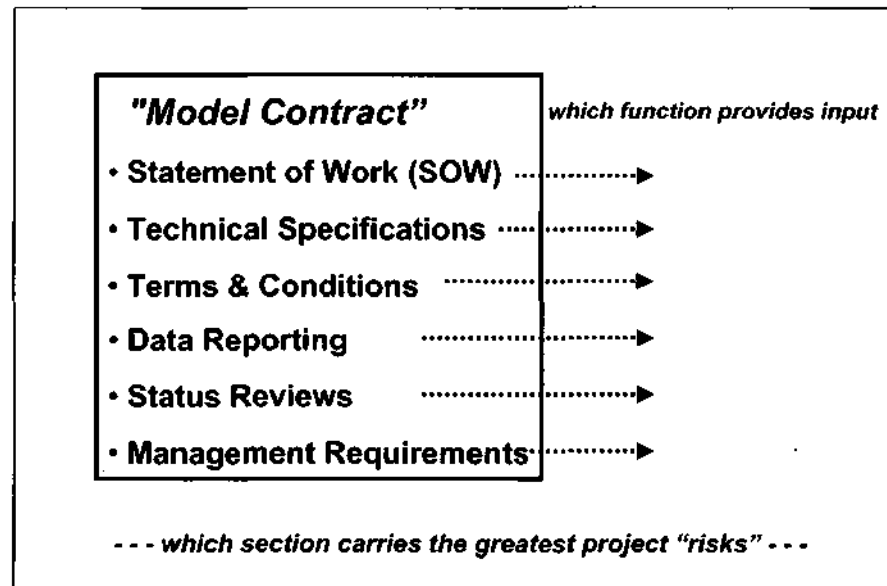 "Model Contract”
which function provides input
• Statement of Work (SOW)
• Technical Specifications
• Terms & Conditions
• Data Reporting
• Status Reviews
• Management Requirements
--- which section carries the greatest project “risks” ---